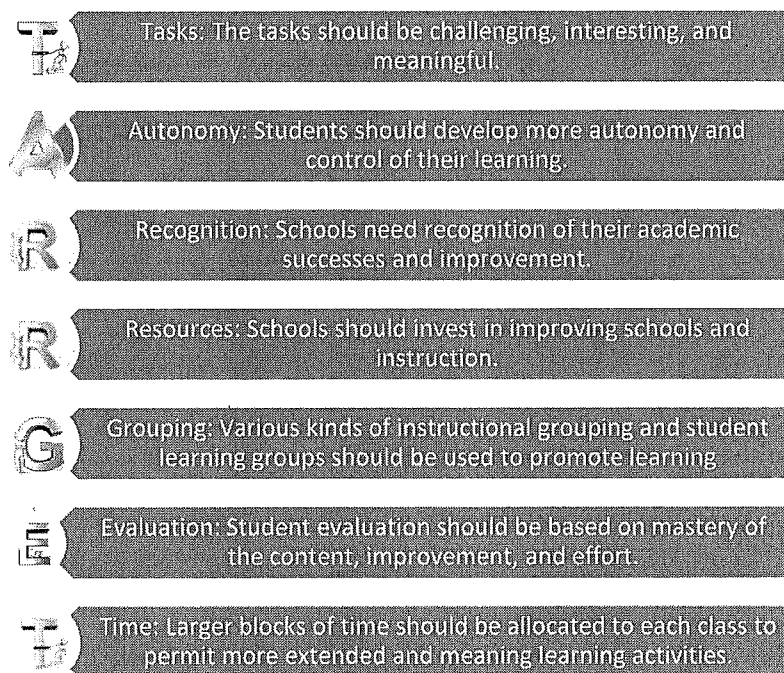 T
Tasks: The tasks should be challenging, interesting, and
meaningful.
A
Autonomy: Students should develop more autonomy and
control of their learning.
R
Recognition: Schools need recognition of their academic
successes and improvement.
R
Resources: Schools should invest in improving schools and
instruction.
G
Grouping: Various kinds of instructional grouping and student
learning groups should be used to promote learning
E
Evaluation: Student evaluation should be based on mastery of
the content, improvement, and effort.
T
Time: Larger blocks of time should be allocated to each class to
permit more extended and meaning learning activities.